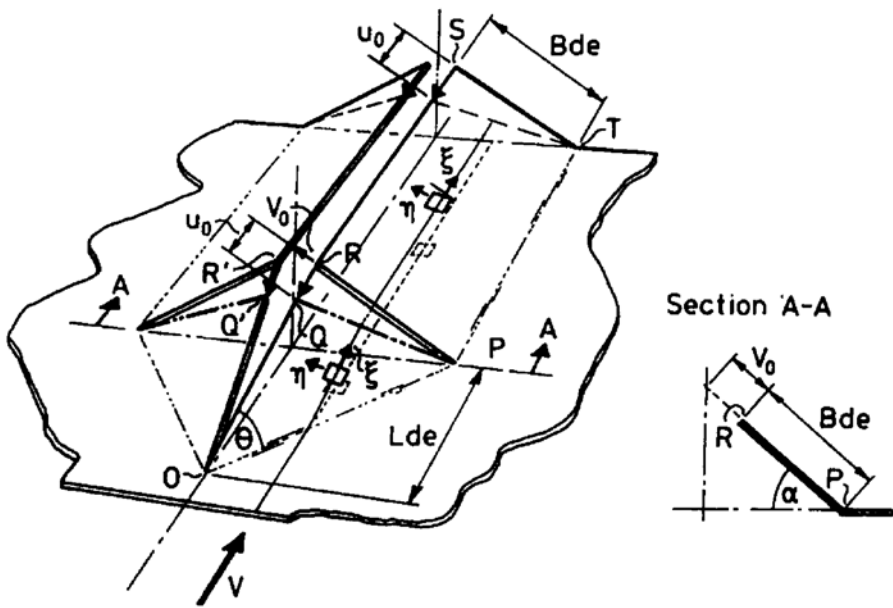 u₀
S
Bde
T
ξ
η
u₀
V₀
R
R'
A
Q'
Q
P
A
η
ξ
θ
Lde
O
V
Section A-A
V₀
Bde
R
P
α